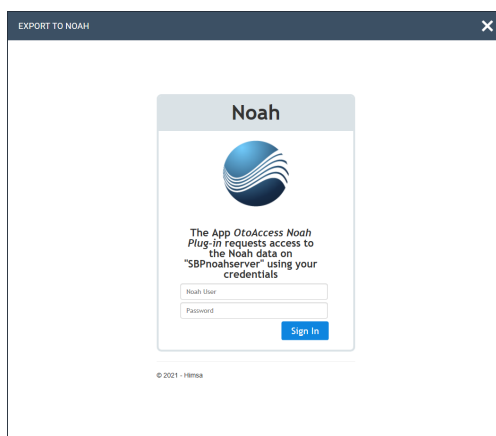 EXPORT TO NOAH
Noah
The App OtoAccess Noah
Plug-in requests access to
the Noah data on
"SBPnoahserver" using your
credentials
Noah User
Password
Sign In
© 2021 - Himsa